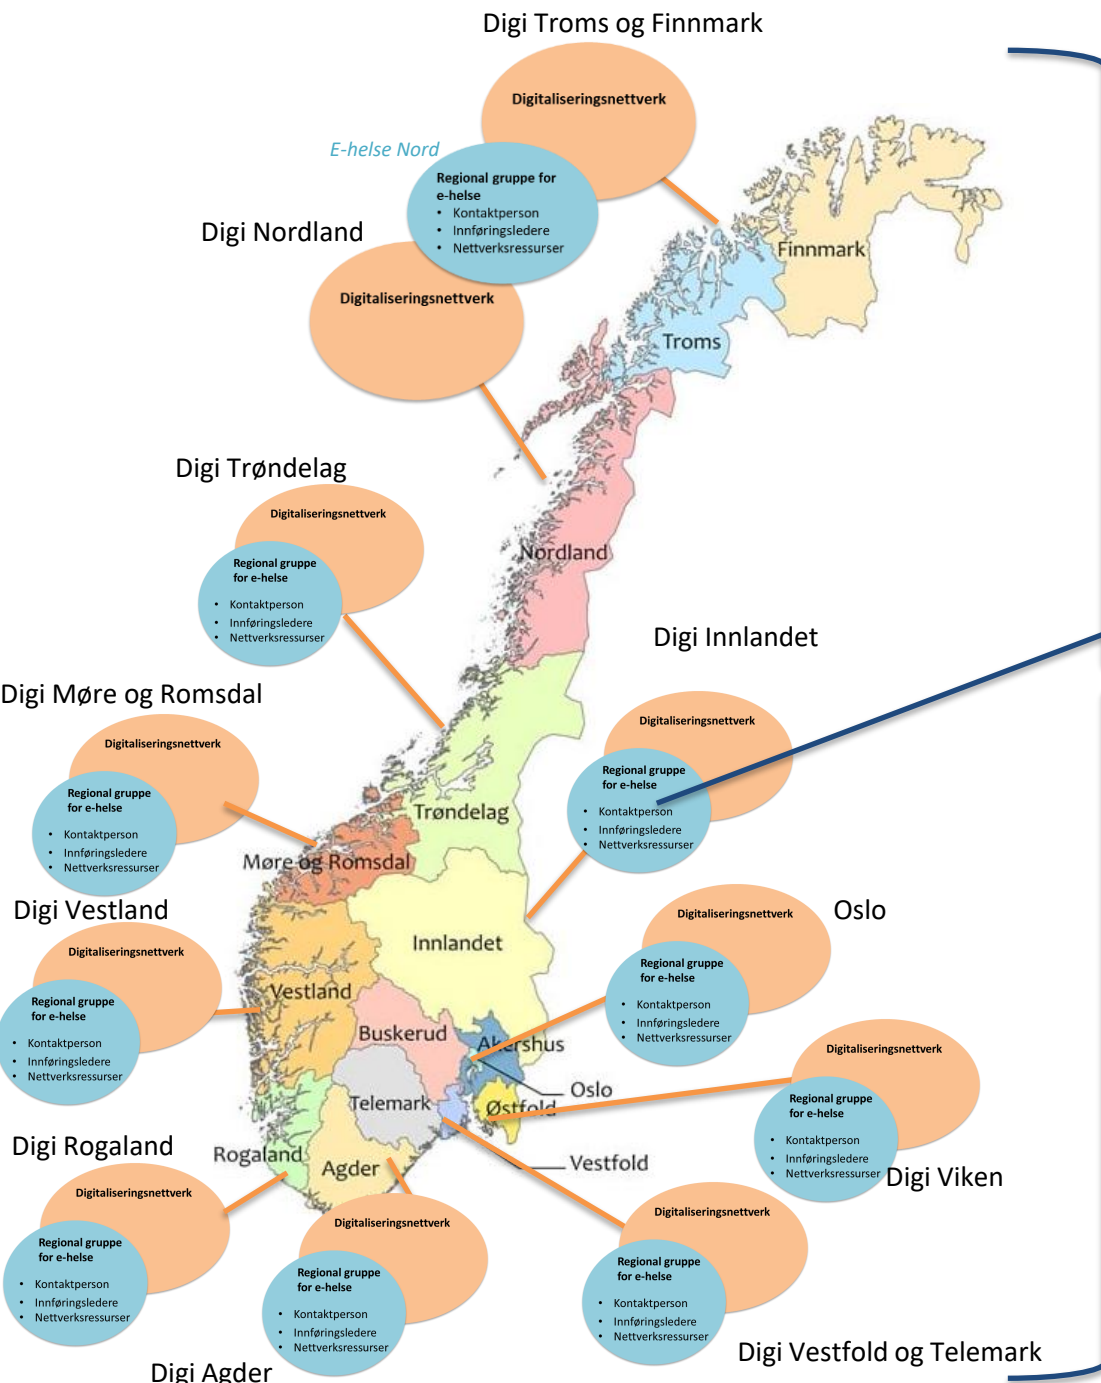 Digi Troms og Finnmark
Digitaliseringsnettverk
E-helse Nord
Regional gruppe for
e-helse
• Kontaktperson
• Innføringsledere
• Nettverksressurser
Digi Nordland
Digitaliseringsnettverk
Finnmark
Troms
Nordland
Digi Trøndelag
Digitaliseringsnettverk
Regional gruppe
for e-helse
• Kontaktperson
• Innføringsledere
• Nettverksressurser
Digi Innlandet
Digitaliseringsnettverk
Regional gruppe
for e-helse
• Kontaktperson
• Innføringsledere
• Nettverksressurser
Digi Møre og Romsdal
Digitaliseringsnettverk
Regional gruppe
for e-helse
• Kontaktperson
• Innføringsledere
• Nettverksressurser
Trøndelag
Møre og Romsdal
Digi Vestland
Digitaliseringsnettverk
Regional gruppe
for e-helse
• Kontaktperson
• Innføringsledere
• Nettverksressurser
Innlandet
Vestland
Buskerud
Akershus
Oslo
Telemark
Østfold
Vestfold
Rogaland
Agder
Oslo
Digitaliseringsnettverk
Regional gruppe
for e-helse
• Kontaktperson
• Innføringsledere
• Nettverksressurser
Digitaliseringsnettverk
Regional gruppe
for e-helse
• Kontaktperson
• Innføringsledere
• Nettverksressurser
Digi Viken
Digi Rogaland
Digitaliseringsnettverk
Regional gruppe
for e-helse
• Kontaktperson
• Innføringsledere
• Nettverksressurser
Digitaliseringsnettverk
Regional gruppe
for e-helse
• Kontaktperson
• Innføringsledere
• Nettverksressurser
Digi Agder
Digitaliseringsnettverk
Regional gruppe
for e-helse
• Kontaktperson
• Innføringsledere
• Nettverksressurser
Digi Vestfold og Telemark